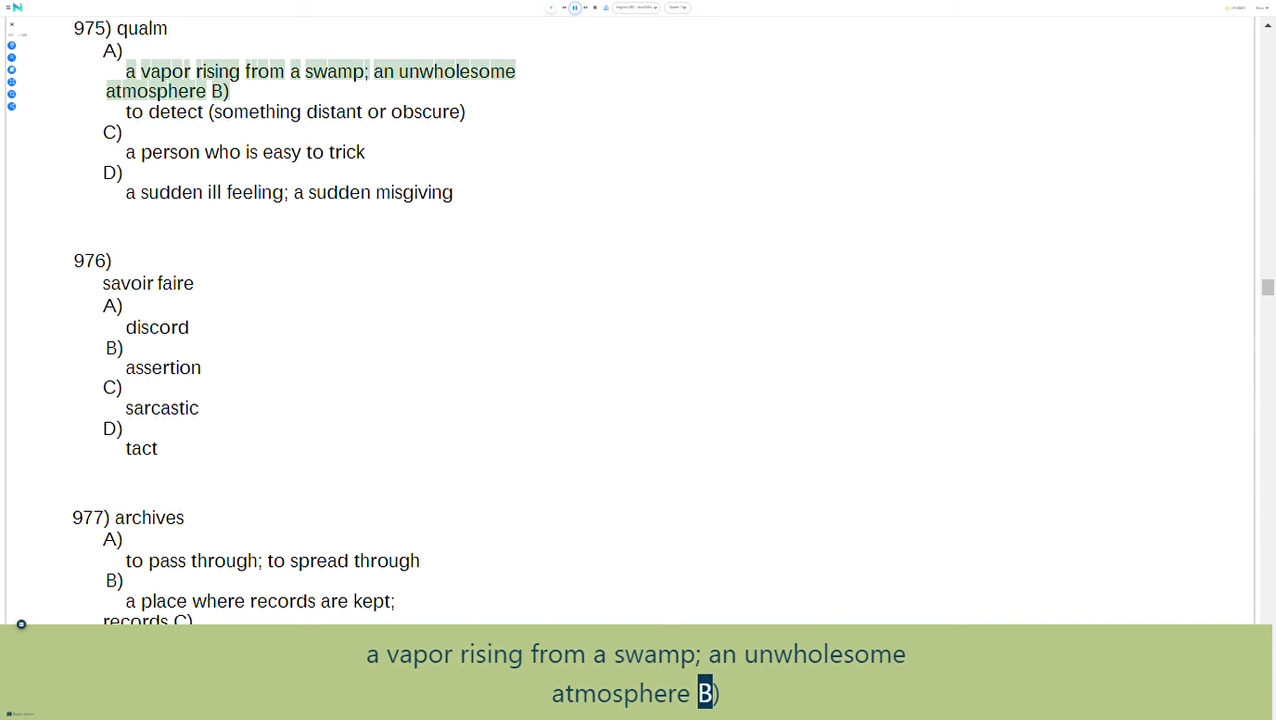 975) qualm
A)
a vapor rising from a swamp; an unwholesome
atmosphere B)
to detect (something distant or obscure)
C)
a person who is easy to trick
D)
a sudden ill feeling; a sudden misgiving
976)
savoir faire
A)
discord
B)
assertion
C)
sarcastic
D)
tact
977) archives
A)
to pass through; to spread through
B)
a place where records are kept;
records C)
a vapor rising from a swamp; an unwholesome
atmosphere B)